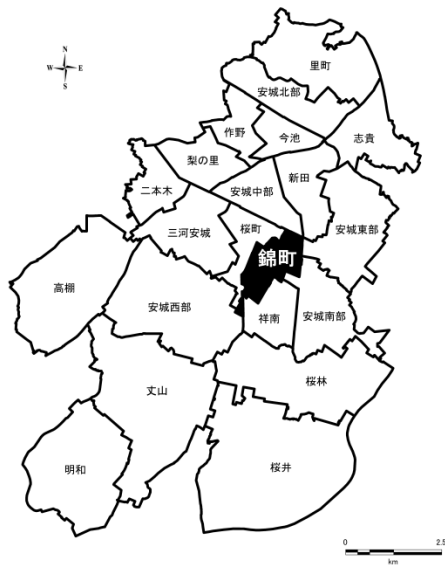 N
W E
S
里町
安城北部
作野
今池
志貴
梨の里
新田
二本木
安城中部
三河安城
桜町
安城東部
錦町
高棚
安城西部
祥南
安城南部
桜林
丈山
明和
桜井
0 2.5
km